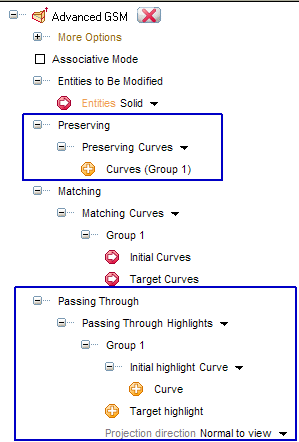 Advanced GSM
More Options
Associative Mode
Entities to Be Modified
Entities Solid
Preserving
Preserving Curves
Curves (Group 1)
Matching
Matching Curves
Group 1
Initial Curves
Target Curves
Passing Through
Passing Through Highlights
Group 1
Initial highlight Curve
Curve
Target highlight
Projection direction Normal to view